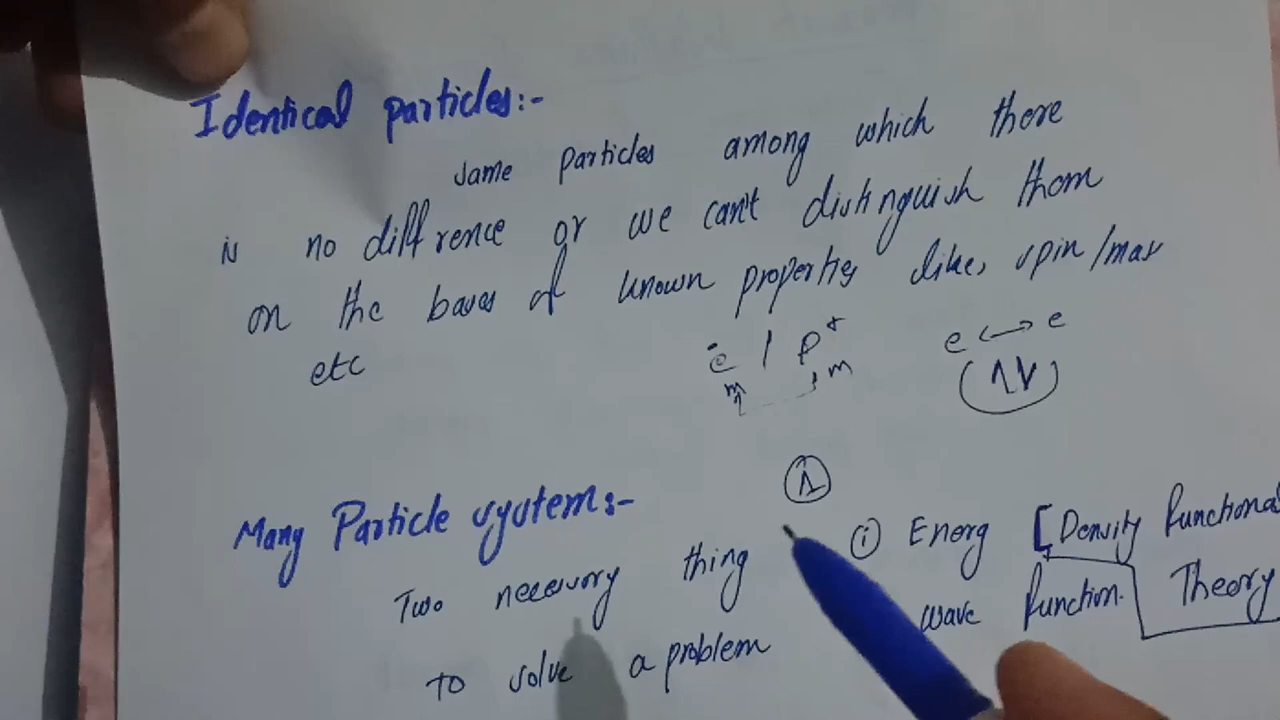 Identical particles:-
same particles among which there
is no diffrence or we can't distinguish them
on the bases of known properties like, spin/mass
etc
e | p+ e ↔ e
m m
Many Particle system:-
Two necessary thing ⓘ Energ [Density functional
to solve a problem wave function. Theory